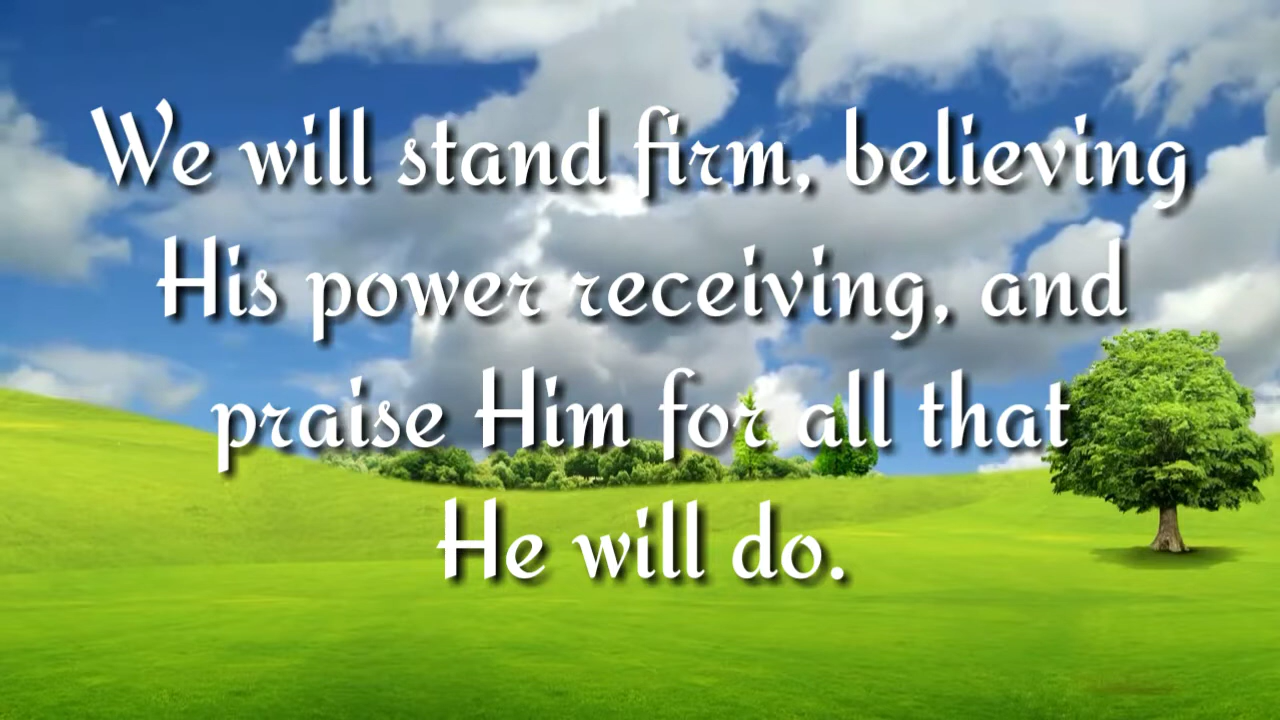 We will stand firm, believing
His power receiving, and
praise Him for all that
He will do.